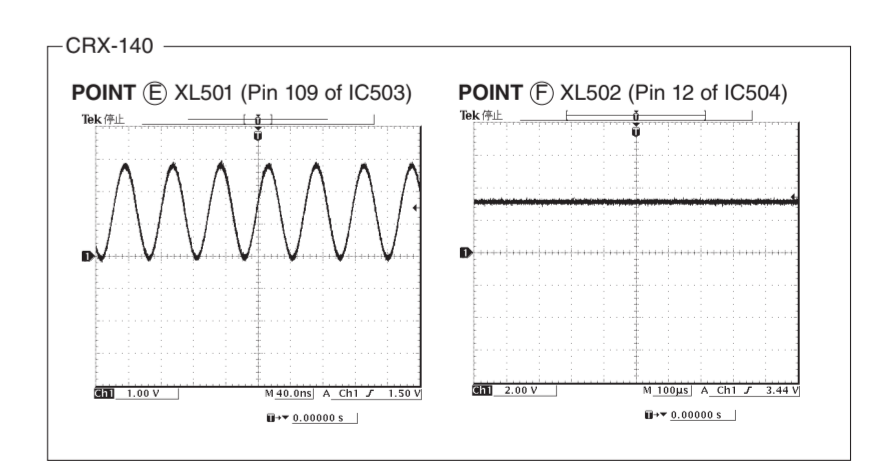 CRX-140
POINT Ⓔ XL501 (Pin 109 of IC503)
Tek 停止
1
Ch1 1.00 V M 40.0ns A Ch1 ƒ 1.50 V
0.00000 s
POINT Ⓕ XL502 (Pin 12 of IC504)
Tek 停止
1
Ch1 2.00 V M 100µs A Ch1 ƒ 3.44 V
0.00000 s